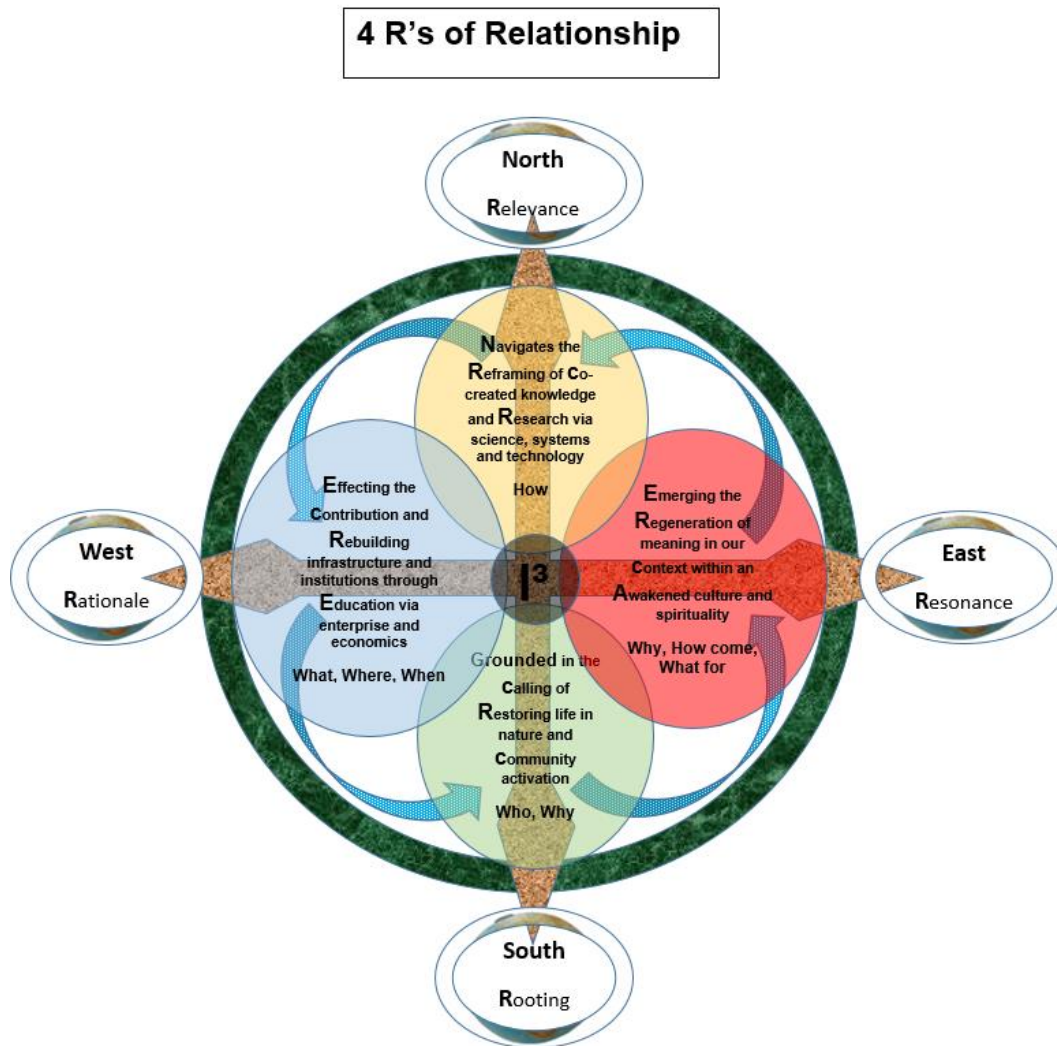 4 R's of Relationship
North
Relevance
Navigates the
Reframing of Co-
created knowledge
and Research via
science, systems
and technology
How
Effecting the
Contribution and
Rebuilding
infrastructure and
institutions through
Education via
enterprise and
economics
What, Where, When
West
Rationale
I³
Emerging the
Regeneration of
meaning in our
Context within an
Awakened culture and
spirituality
Why, How come,
What for
East
Resonance
Grounded in the
Calling of
Restoring life in
nature and
Community
activation
Who, Why
South
Rooting